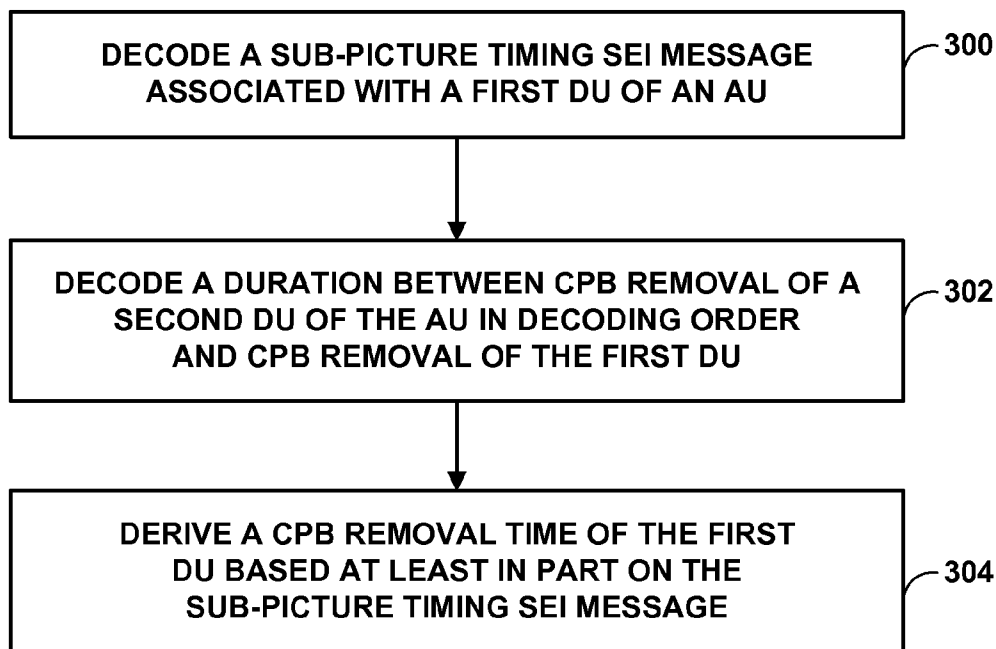 DECODE A SUB-PICTURE TIMING SEI MESSAGE
ASSOCIATED WITH A FIRST DU OF AN AU
300
DECODE A DURATION BETWEEN CPB REMOVAL OF A
SECOND DU OF THE AU IN DECODING ORDER
AND CPB REMOVAL OF THE FIRST DU
302
DERIVE A CPB REMOVAL TIME OF THE FIRST
DU BASED AT LEAST IN PART ON THE
SUB-PICTURE TIMING SEI MESSAGE
304